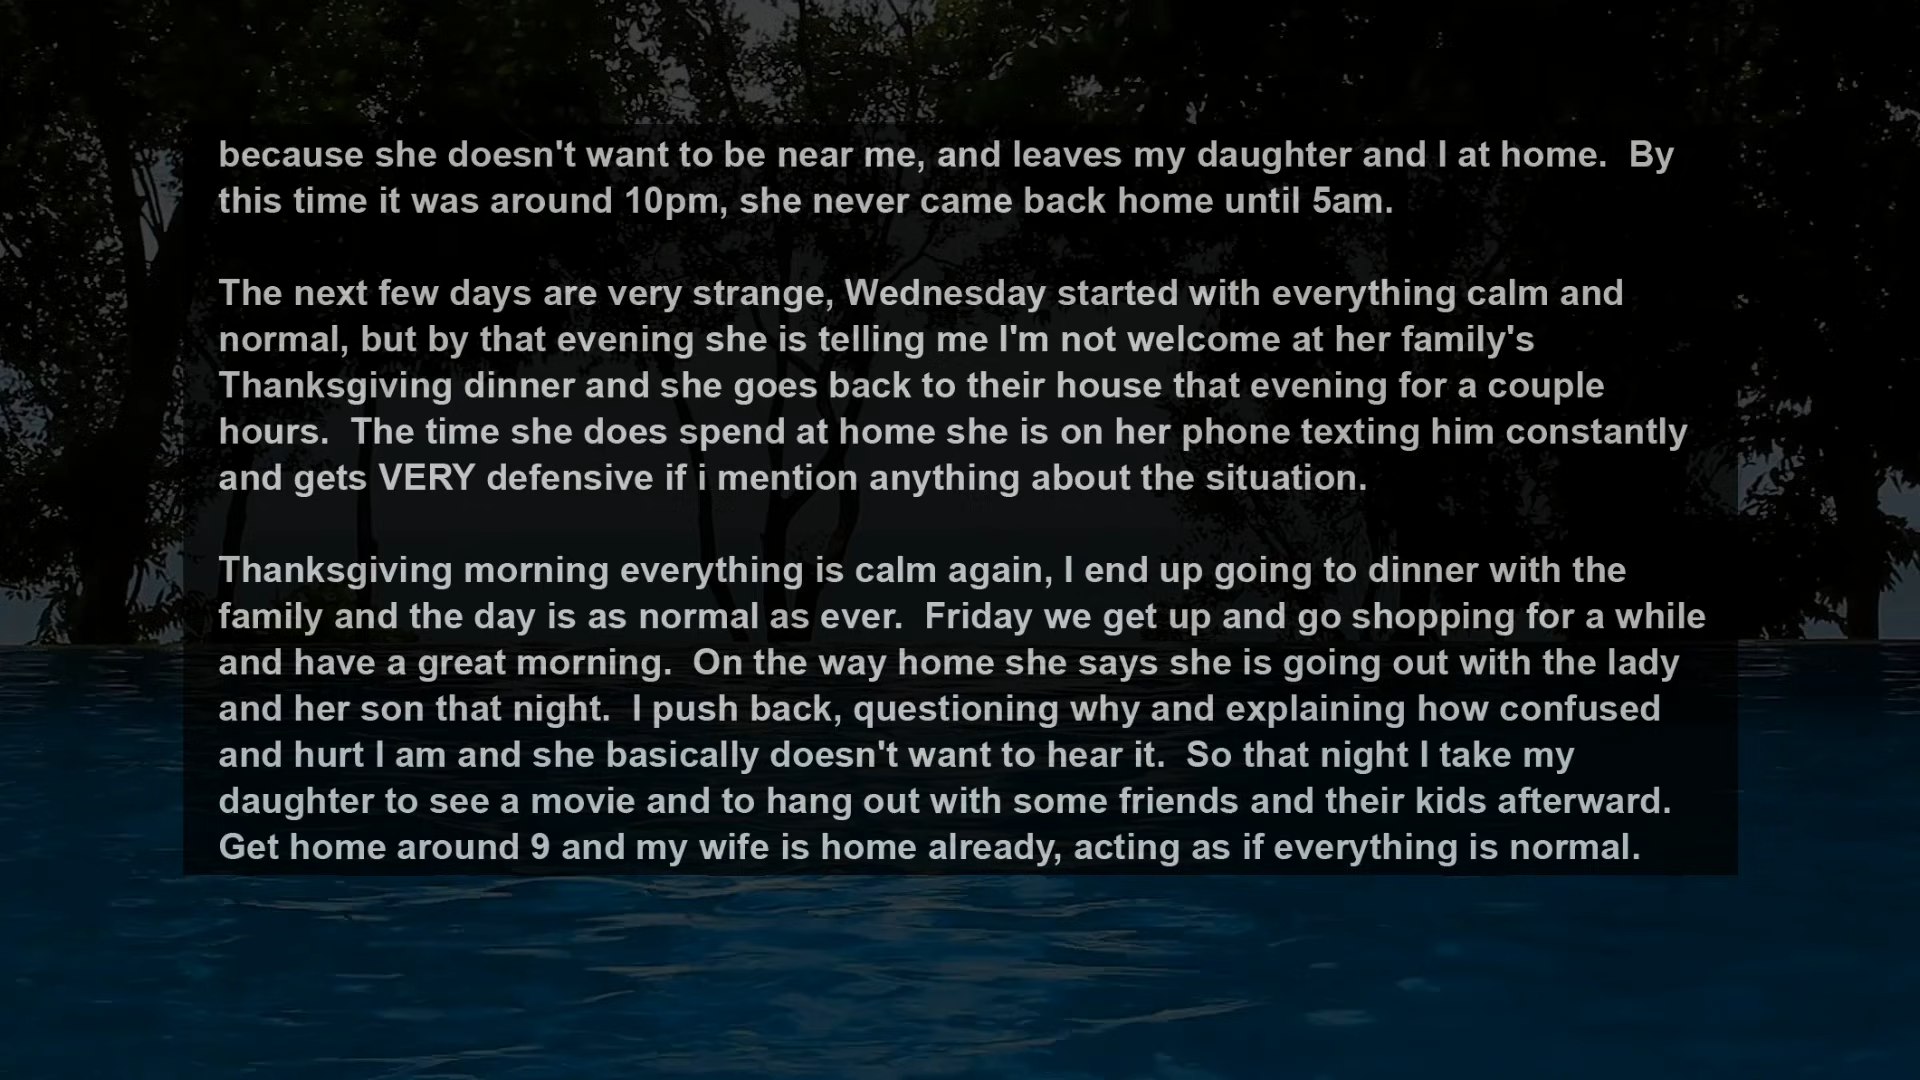 because she doesn't want to be near me, and leaves my daughter and I at home.  By
this time it was around 10pm, she never came back home until 5am.
The next few days are very strange, Wednesday started with everything calm and
normal, but by that evening she is telling me I'm not welcome at her family's
Thanksgiving dinner and she goes back to their house that evening for a couple
hours.  The time she does spend at home she is on her phone texting him constantly
and gets VERY defensive if i mention anything about the situation.
Thanksgiving morning everything is calm again, I end up going to dinner with the
family and the day is as normal as ever.  Friday we get up and go shopping for a while
and have a great morning.  On the way home she says she is going out with the lady
and her son that night.  I push back, questioning why and explaining how confused
and hurt I am and she basically doesn't want to hear it.  So that night I take my
daughter to see a movie and to hang out with some friends and their kids afterward.
Get home around 9 and my wife is home already, acting as if everything is normal.